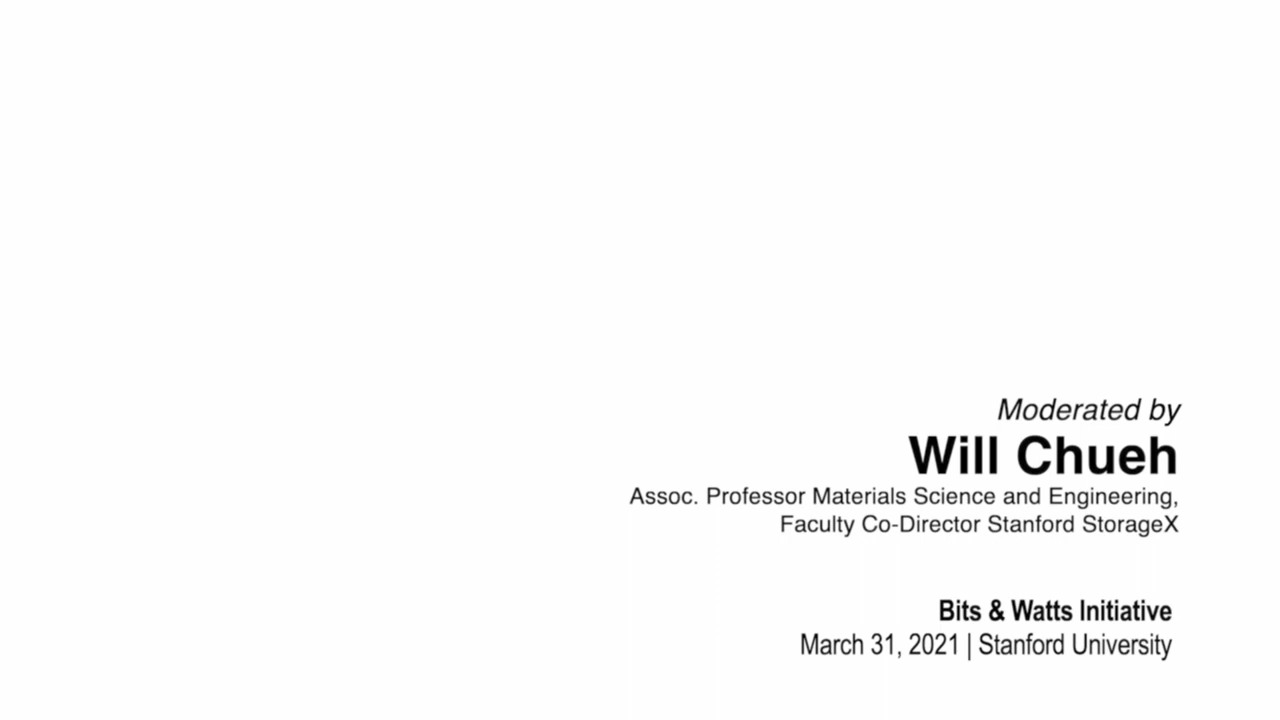 Moderated by
Will Chueh
Assoc. Professor Materials Science and Engineering,
Faculty Co-Director Stanford StorageX
Bits & Watts Initiative
March 31, 2021 | Stanford University